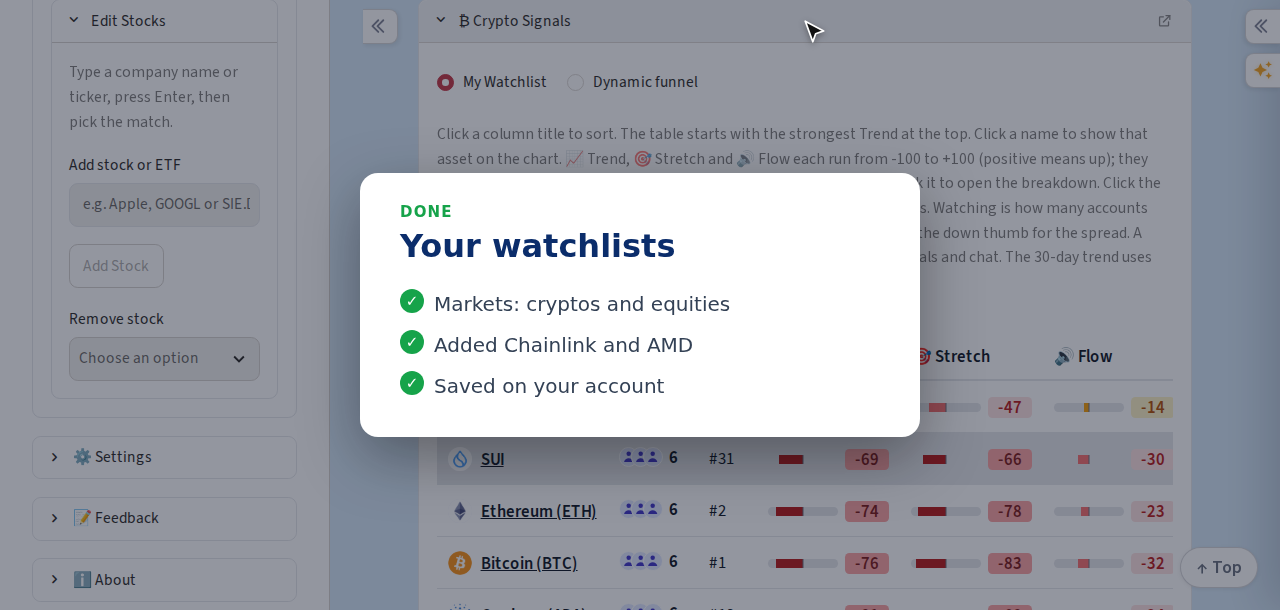 Edit Stocks
Type a company name or
ticker, press Enter, then
pick the match.
Add stock or ETF
e.g. Apple, GOOGL or SIE.D
Add Stock
Remove stock
Choose an option
⚙️ Settings
📝 Feedback
ℹ️ About
₿ Crypto Signals
My Watchlist
Dynamic funnel
Click a column title to sort. The table starts with the strongest Trend at the top. Click a name to show that
asset on the chart. 📈 Trend, 🎯 Stretch and 🔊 Flow each run from -100 to +100 (positive means up); they
it to open the breakdown. Click the
Watching is how many accounts
the down thumb for the spread. A
and chat. The 30-day trend uses
DONE
Your watchlists
✓ Markets: cryptos and equities
✓ Added Chainlink and AMD
✓ Saved on your account
🎯 Stretch 🔊 Flow
-47 -14
SUI 6 #31 -69 -66 -30
Ethereum (ETH) 6 #2 -74 -78 -23
Bitcoin (BTC) 6 #1 -76 -83 -32
↑ Top